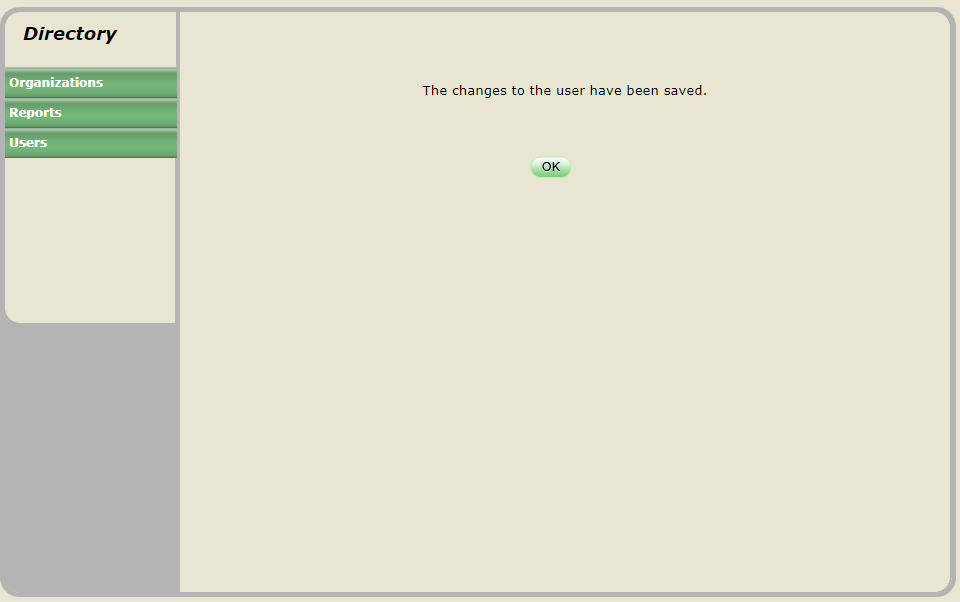 Directory
Organizations
Reports
Users
The changes to the user have been saved.
OK